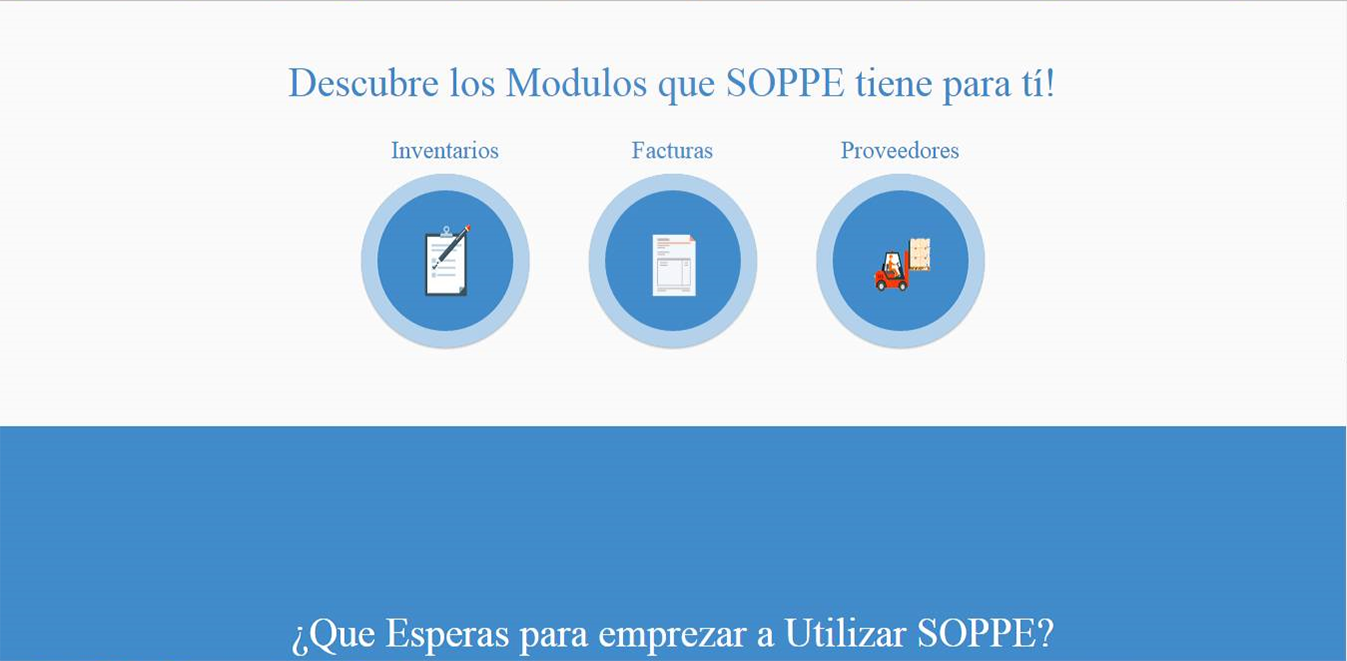 Descubre los Modulos que SOPPE tiene para tí!
Inventarios
Facturas
Proveedores
¿Que Esperas para emprezar a Utilizar SOPPE?